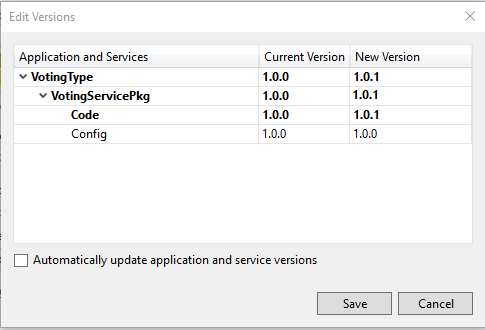 Edit Versions
Application and Services Current Version New Version
VotingType 1.0.0 1.0.1
VotingServicePkg 1.0.0 1.0.1
Code 1.0.0 1.0.1
Config 1.0.0 1.0.0
Automatically update application and service versions
Save Cancel